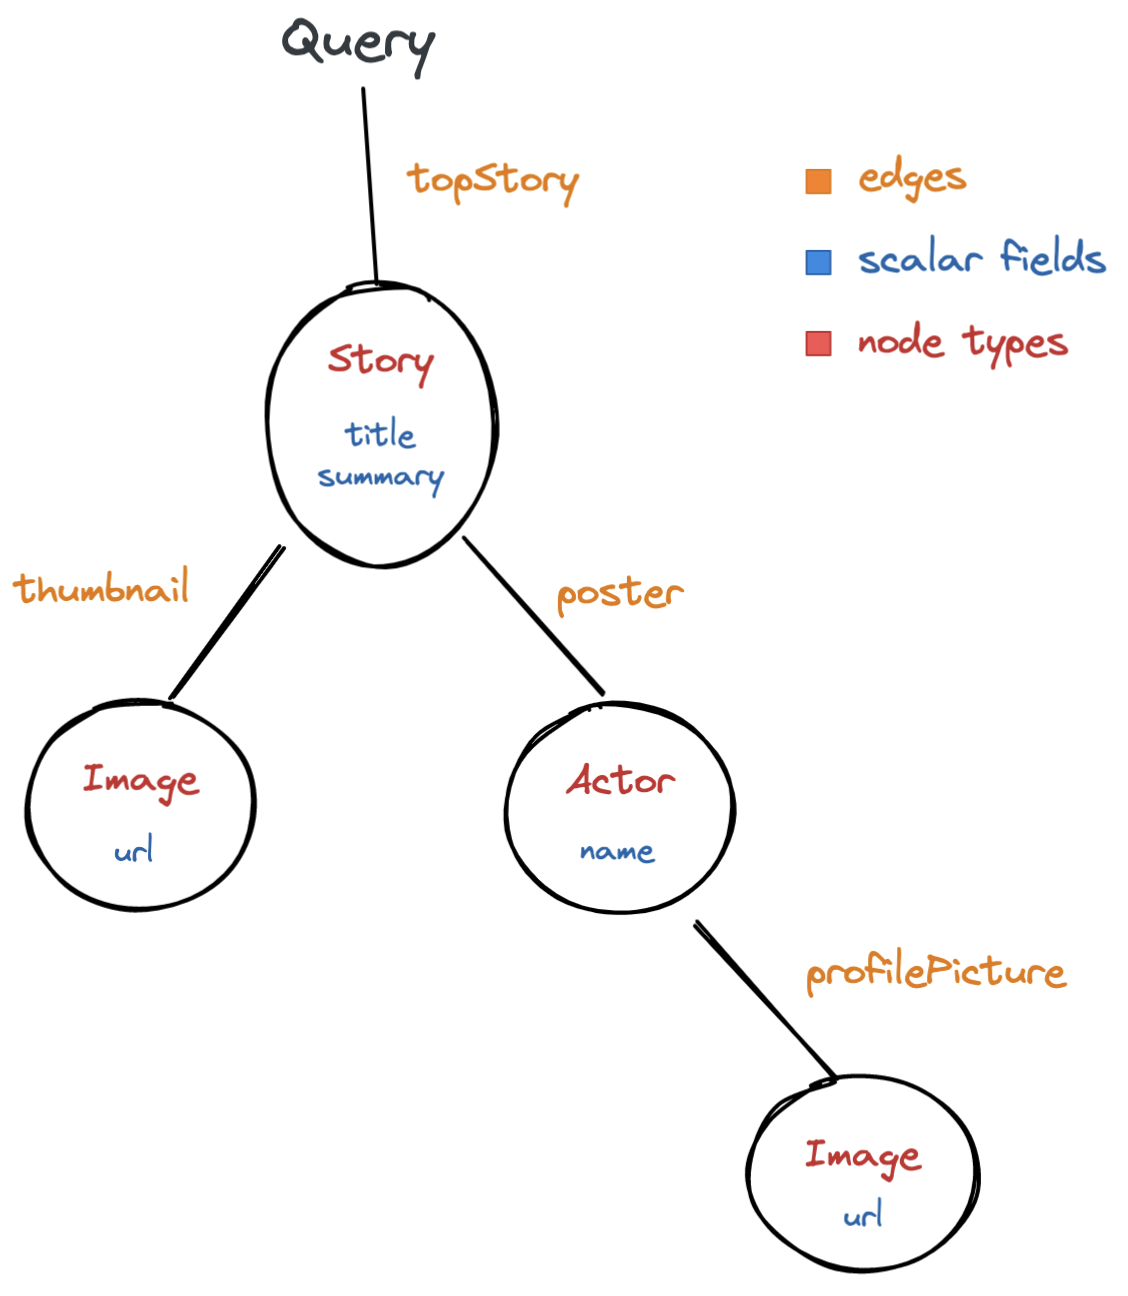 Query
topStory
edges
scalar fields
node types
Story
title
summary
thumbnail
poster
Image
url
Actor
name
profilePicture
Image
url